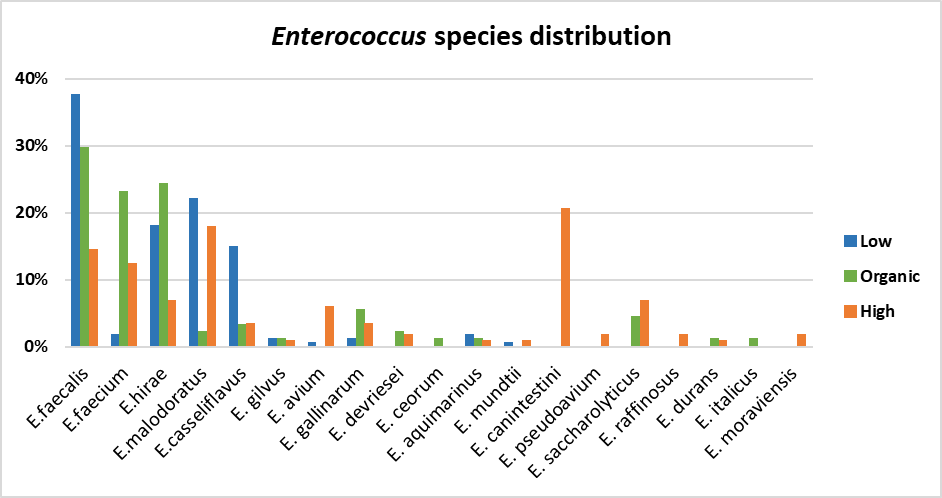 Enterococcus species distribution
40%
30%
20%
10%
0%
E.faecalis
E.faecium
E.hirae
E.malodoratus
E.casseliflavus
E. gilvus
E. avium
E. gallinarum
E. devriesei
E. ceorum
E. aquimarinus
E. mundtii
E. canintestini
E. pseudoavium
E. saccharolyticus
E. raffinosus
E. durans
E. italicus
E. moraviensis
Low
Organic
High